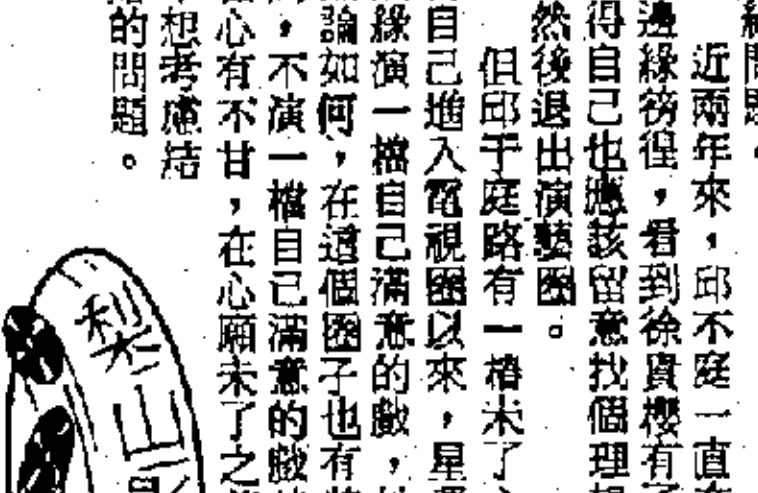 問題。
近兩年來，邱不庭一直
邊緣徬徨，看到徐貴櫻有了
得自己也應該留意找個理想
然後退出演藝圈。
但邱于庭路有一樁未了心
自己進入電視圈以來，星運
緣演一檔自己滿意的戲，
論如何，在這個圈子也有
，不演一檔自己滿意的戲
心有不甘，在心願未了之
想考慮結
的問題。
梨山